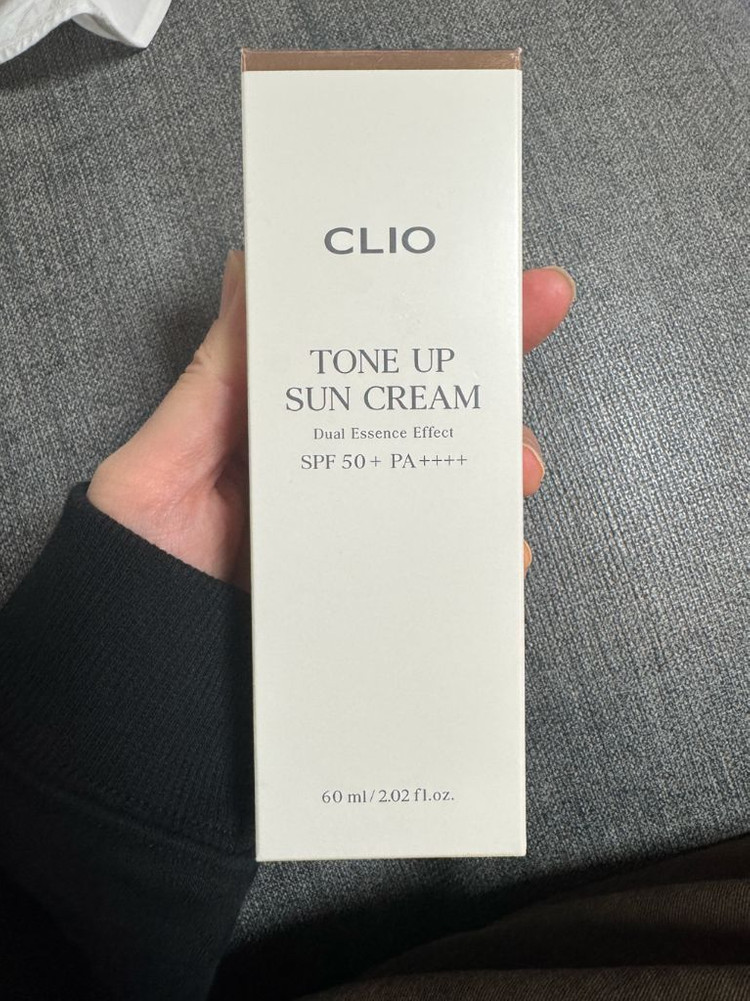 CLIO
TONE UP
SUN CREAM
Dual Essence Effect
SPF 50+ PA++++
60 ml / 2.02 fl.oz.